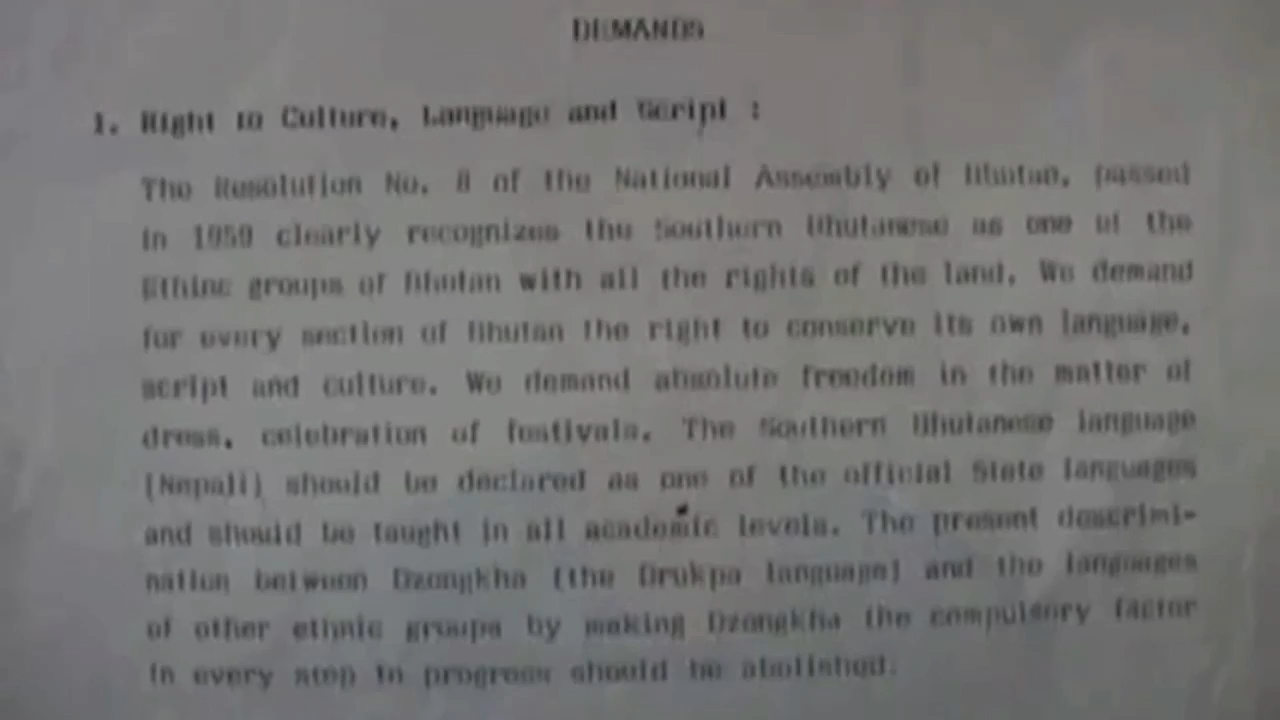 DEMANDS
1. Right to Culture, Language and Script :
The Resolution No. 8 of the National Assembly of Bhutan, passed
in 1959 clearly recognizes the Southern Bhutanese as one of the
Ethinc groups of Bhutan with all the rights of the land. We demand
for every section of Bhutan the right to conserve its own language,
script and culture. We demand absolute freedom in the matter of
dress, celebration of festivals. The Southern Bhutanese language
(Nepali) should be declared as one of the official State languages
and should be taught in all academic levels. The present descrimi-
nation between Dzongkha (the Drukpa language) and the languages
of other ethnic groups by making Dzongkha the compulsory factor
in every step to progress should be abolished.